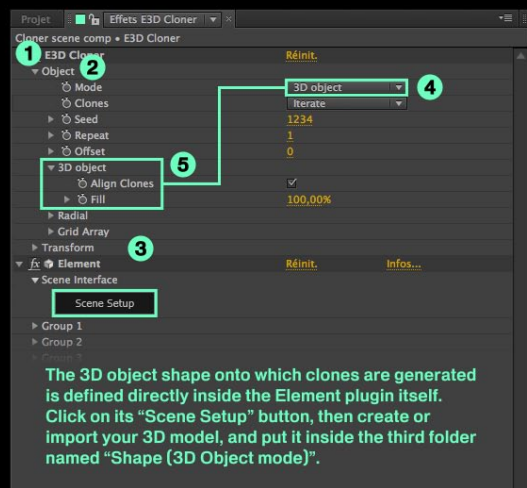 Projet Effets E3D Cloner
Cloner scene comp • E3D Cloner
1 E3D Cloner Réinit.
Object 2
Mode 3D object 4
Clones Iterate
Seed 1234
Repeat 1
Offset 0
3D object 5
Align Clones
Fill 100,00%
Radial
Grid Array
Transform 3
fx Element Réinit. Infos...
Scene Interface
Scene Setup
Group 1
Group 2
Group 3
The 3D object shape onto which clones are generated
is defined directly inside the Element plugin itself.
Click on its “Scene Setup” button, then create or
import your 3D model, and put it inside the third folder
named “Shape (3D Object mode)”.